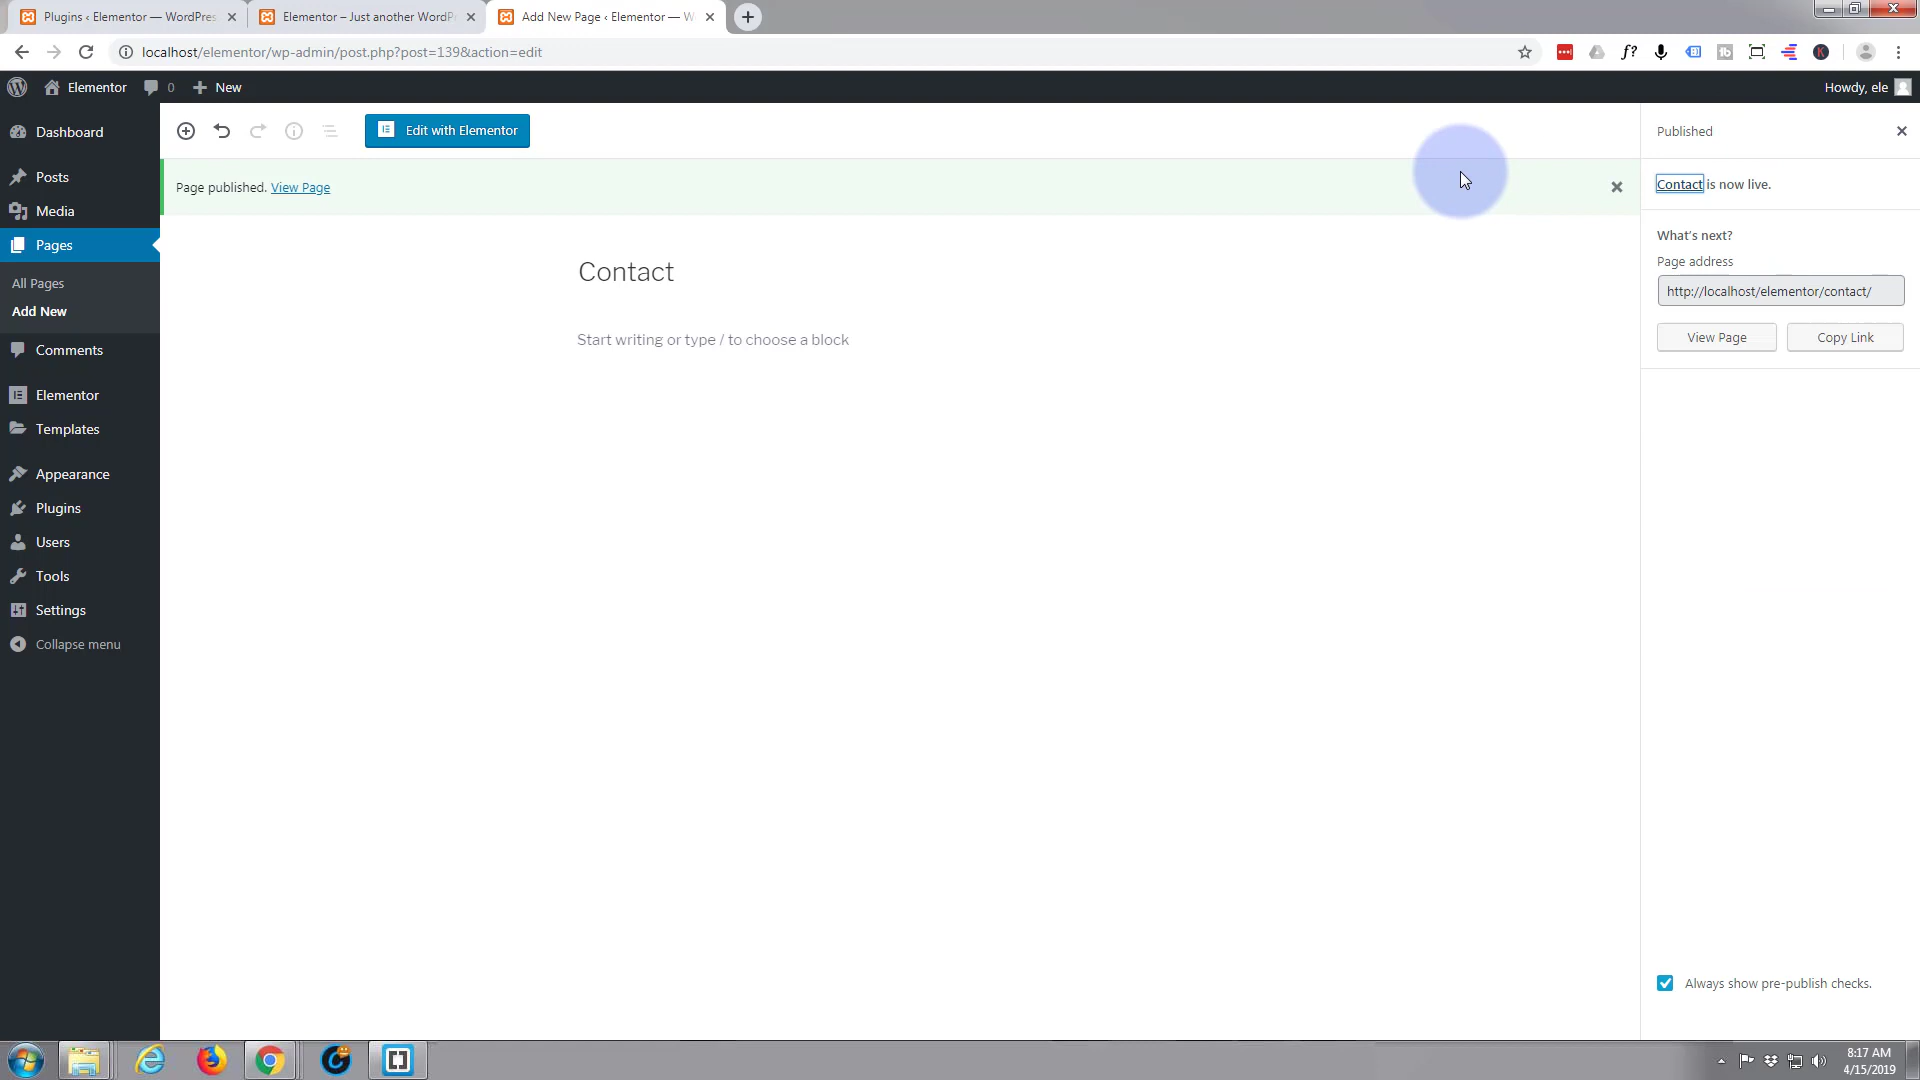 Plugins ‹ Elementor — WordPres
Elementor – Just another WordPr
Add New Page ‹ Elementor — W
localhost/elementor/wp-admin/post.php?post=139&action=edit
f?
K
Elementor
0
New
Howdy, ele
Dashboard
Posts
Media
Pages
All Pages
Add New
Comments
Elementor
Templates
Appearance
Plugins
Users
Tools
Settings
Collapse menu
Edit with Elementor
Page published. View Page
Contact
Start writing or type / to choose a block
Published
Contact is now live.
What's next?
Page address
http://localhost/elementor/contact/
View Page
Copy Link
Always show pre-publish checks.
8:17 AM
4/15/2019